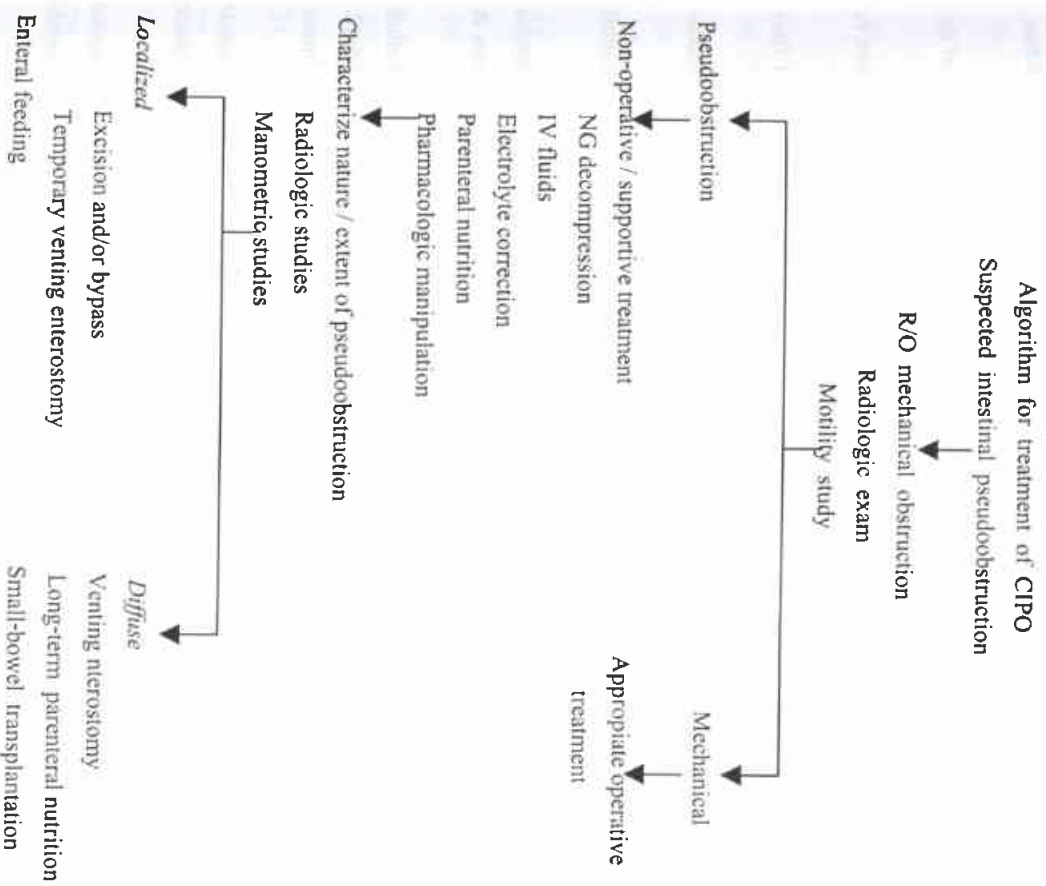 Algorithm for treatment of CIPO
Suspected intestinal pseudoobstruction
R/O mechanical obstruction
Radiologic exam
Motility study
Pseudoobstruction
Non-operative / supportive treatment
NG decompression
IV fluids
Electrolyte correction
Parenteral nutrition
Pharmacologic manipulation
Mechanical
Appropiate operative
treatment
Characterize nature / extent of pseudoobstruction
Radiologic studies
Manometric studies
Localized
Excision and/or bypass
Temporary venting enterostomy
Enteral feeding
Diffuse
Venting nterostomy
Long-term parenteral nutrition
Small-bowel transplantation